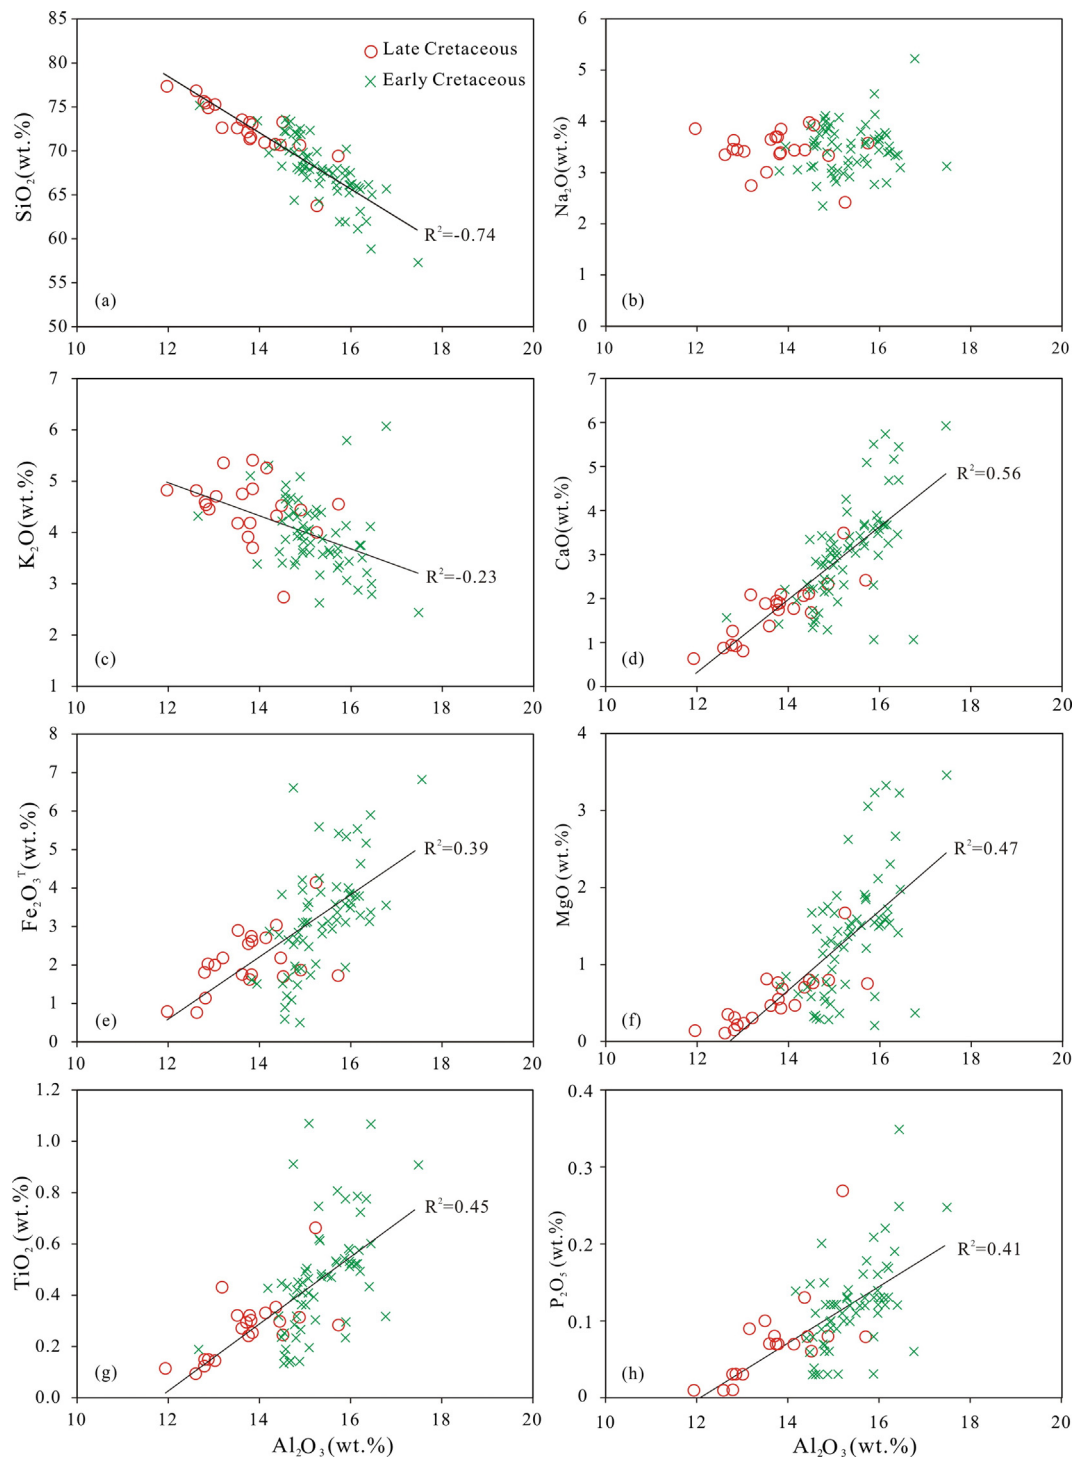 85
80
75
70
65
60
55
50
SiO₂(wt.%)
Late Cretaceous
Early Cretaceous
R²=-0.74
(a)
10 12 14 16 18 20
6
5
4
3
2
1
0
Na₂O(wt.%)
(b)
10 12 14 16 18 20
7
6
5
4
3
2
1
K₂O(wt.%)
R²=-0.23
(c)
10 12 14 16 18 20
7
6
5
4
3
2
1
0
CaO(wt.%)
R²=0.56
(d)
10 12 14 16 18 20
8
7
6
5
4
3
2
1
0
Fe₂O₃ᵀ(wt.%)
R²=0.39
(e)
10 12 14 16 18 20
4
3
2
1
0
MgO (wt.%)
R²=0.47
(f)
10 12 14 16 18 20
1.2
1.0
0.8
0.6
0.4
0.2
0.0
TiO₂ (wt.%)
R²=0.45
(g)
10 12 14 16 18 20
Al₂O₃(wt.%)
0.4
0.3
0.2
0.1
0
P₂O₅ (wt.%)
R²=0.41
(h)
10 12 14 16 18 20
Al₂O₃(wt.%)